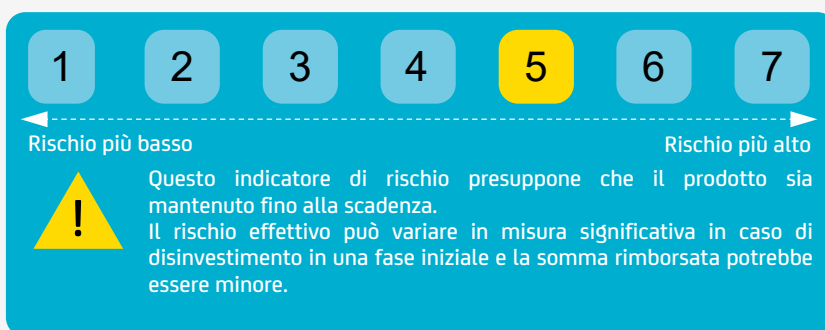 1 2 3 4 5 6 7
Rischio più basso Rischio più alto
!
Questo indicatore di rischio presuppone che il prodotto sia
mantenuto fino alla scadenza.
Il rischio effettivo può variare in misura significativa in caso di
disinvestimento in una fase iniziale e la somma rimborsata potrebbe
essere minore.